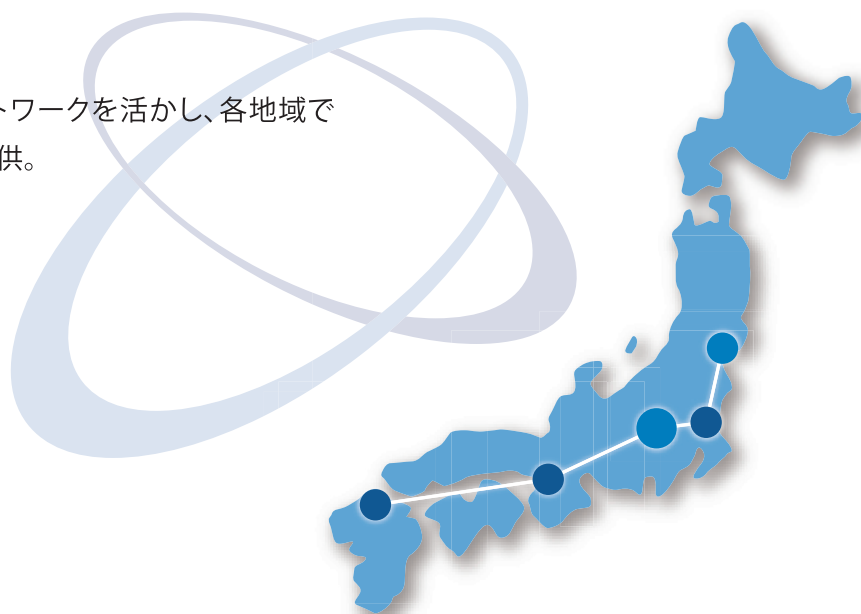 トワークを活かし、各地域で
供。